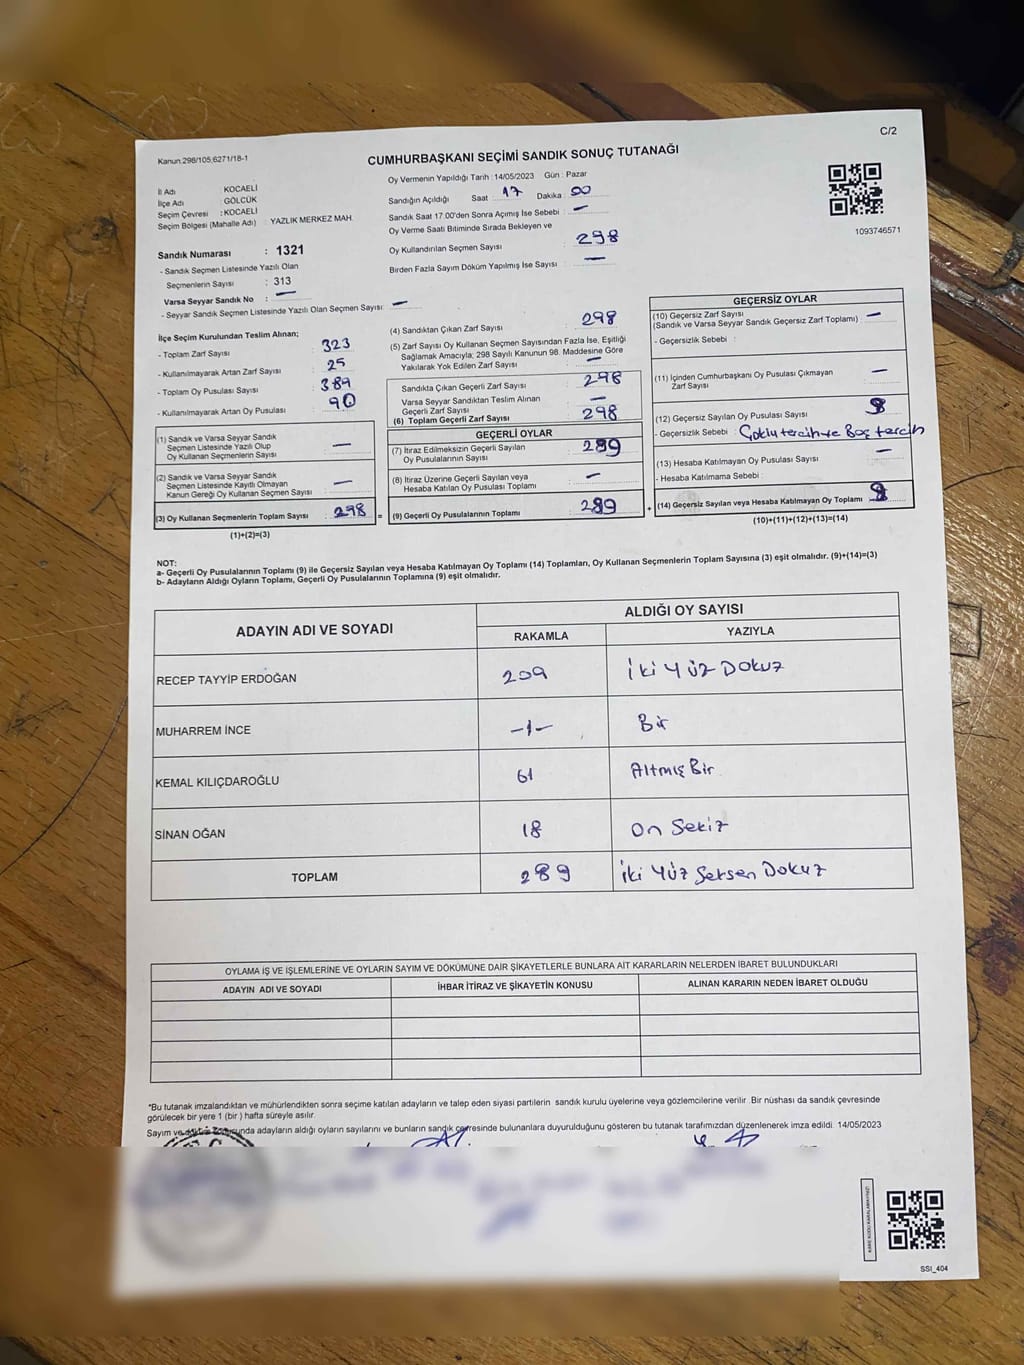 C/2
Kanun:298/105;6271/18-1
CUMHURBAŞKANI SEÇİMİ SANDIK SONUÇ TUTANAĞI
İl Adı : KOCAELİ
İlçe Adı : GÖLCÜK
Seçim Çevresi : KOCAELİ
Seçim Bölgesi (Mahalle Adı) : YAZLIK MERKEZ MAH.
Sandık Numarası : 1321
- Sandık Seçmen Listesinde Yazılı Olan
Seçmenlerin Sayısı : 313
Varsa Seyyar Sandık No : —
- Seyyar Sandık Seçmen Listesinde Yazılı Olan Seçmen Sayısı: —
Oy Vermenin Yapıldığı Tarih :14/05/2023 Gün : Pazar
Sandığın Açıldığı Saat 17 Dakika : 00
Sandık Saat 17:00'den Sonra Açımış İse Sebebi : —
Oy Verme Saati Bitiminde Sırada Bekleyen ve
Oy Kullandırılan Seçmen Sayısı : 298
Birden Fazla Sayım Döküm Yapılmış İse Sayısı : —
1093746571
İlçe Seçim Kurulundan Teslim Alınan;
- Toplam Zarf Sayısı : 323
- Kullanılmayarak Artan Zarf Sayısı : 25
- Toplam Oy Pusulası Sayısı : 389
- Kullanılmayarak Artan Oy Pusulası : 90
(1) Sandık ve Varsa Seyyar Sandık
Seçmen Listesinde Yazılı Olup
Oy Kullanan Seçmenlerin Sayısı : —
(2) Sandık ve Varsa Seyyar Sandık
Seçmen Listesinde Kayıtlı Olmayan
Kanun Gereği Oy Kullanan Seçmen Sayısı : —
(3) Oy Kullanan Seçmenlerin Toplam Sayısı : 298 =
(1)+(2)=(3)
(4) Sandıktan Çıkan Zarf Sayısı : 298
(5) Zarf Sayısı Oy Kullanan Seçmen Sayısından Fazla İse, Eşitliği
Sağlamak Amacıyla; 298 Sayılı Kanunun 98. Maddesine Göre
Yakılarak Yok Edilen Zarf Sayısı : —
Sandıkta Çıkan Geçerli Zarf Sayısı : 298
Varsa Seyyar Sandıktan Teslim Alınan
Geçerli Zarf Sayısı : —
(6) Toplam Geçerli Zarf Sayısı : 298
GEÇERLİ OYLAR
(7) İtiraz Edilmeksizin Geçerli Sayılan
Oy Pusulalarının Sayısı : 289
(8) İtiraz Üzerine Geçerli Sayılan veya
Hesaba Katılan Oy Pusulası Toplamı : —
(9) Geçerli Oy Pusulalarının Toplamı : 289 +
GEÇERSİZ OYLAR
(10) Geçersiz Zarf Sayısı : —
(Sandık ve Varsa Seyyar Sandık Geçersiz Zarf Toplamı)
- Geçersizlik Sebebi :
(11) İçinden Cumhurbaşkanı Oy Pusulası Çıkmayan
Zarf Sayısı : —
(12) Geçersiz Sayılan Oy Pusulası Sayısı :
- Geçersizlik Sebebi : Çoklu tercih ve Boş tercih
(13) Hesaba Katılmayan Oy Pusulası Sayısı : —
- Hesaba Katılmama Sebebi :
(14) Geçersiz Sayılan veya Hesaba Katılmayan Oy Toplamı :
(10)+(11)+(12)+(13)=(14)
NOT:
a- Geçerli Oy Pusulalarının Toplamı (9) ile Geçersiz Sayılan veya Hesaba Katılmayan Oy Toplamı (14) Toplamları, Oy Kullanan Seçmenlerin Toplam Sayısına (3) eşit olmalıdır. (9)+(14)=(3)
b- Adayların Aldığı Oyların Toplamı, Geçerli Oy Pusulalarının Toplamına (9) eşit olmalıdır.
ADAYIN ADI VE SOYADI ALDIĞI OY SAYISI
RAKAMLA YAZIYLA
RECEP TAYYİP ERDOĞAN 209 İki Yüz Dokuz
MUHARREM İNCE -1- Bir
KEMAL KILIÇDAROĞLU 61 Altmış Bir
SİNAN OĞAN 18 On Sekiz
TOPLAM 289 İki Yüz Seksen Dokuz
OYLAMA İŞ VE İŞLEMLERİNE VE OYLARIN SAYIM VE DÖKÜMÜNE DAİR ŞİKAYETLERLE BUNLARA AİT KARARLARIN NELERDEN İBARET BULUNDUKLARI
ADAYIN ADI VE SOYADI İHBAR İTİRAZ VE ŞİKAYETİN KONUSU ALINAN KARARIN NEDEN İBARET OLDUĞU
*Bu tutanak imzalandıktan ve mühürlendikten sonra seçime katılan adayların ve talep eden siyasi partilerin sandık kurulu üyelerine veya gözlemcilerine verilir. Bir nüshası da sandık çevresinde
görülecek bir yere 1 (bir) hafta süreyle asılır.
Sayım ve adayların aldığı oyların sayılarını ve bunların sandık çevresinde bulunanlara duyurulduğunu gösteren bu tutanak tarafımızdan düzenlenerek imza edildi. 14/05/2023
SSI_404